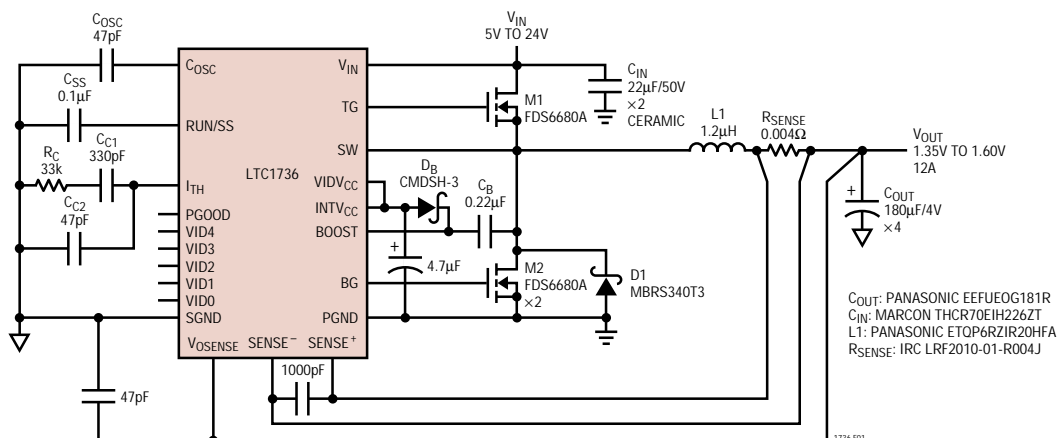 VIN
5V TO 24V
COSC
47pF
CSS
0.1µF
RC
33k
CC1
330pF
CC2
47pF
COSC
RUN/SS
ITH
PGOOD
VID4
VID3
VID2
VID1
VID0
SGND
VOSENSE
SENSE−
SENSE+
LTC1736
VIN
TG
SW
VIDVCC
INTVCC
BOOST
BG
PGND
M1
FDS6680A
CIN
22µF/50V
×2
CERAMIC
L1
1.2µH
RSENSE
0.004Ω
VOUT
1.35V TO 1.60V
12A
DB
CMDSH-3
CB
0.22µF
+
4.7µF
M2
FDS6680A
×2
D1
MBRS340T3
+
COUT
180µF/4V
×4
COUT: PANASONIC EEFUEOG181R
CIN: MARCON THCR70EIH226ZT
L1: PANASONIC ETQP6RZIR20HFA
RSENSE: IRC LRF2010-01-R004J
1000pF
47pF
1736 F01